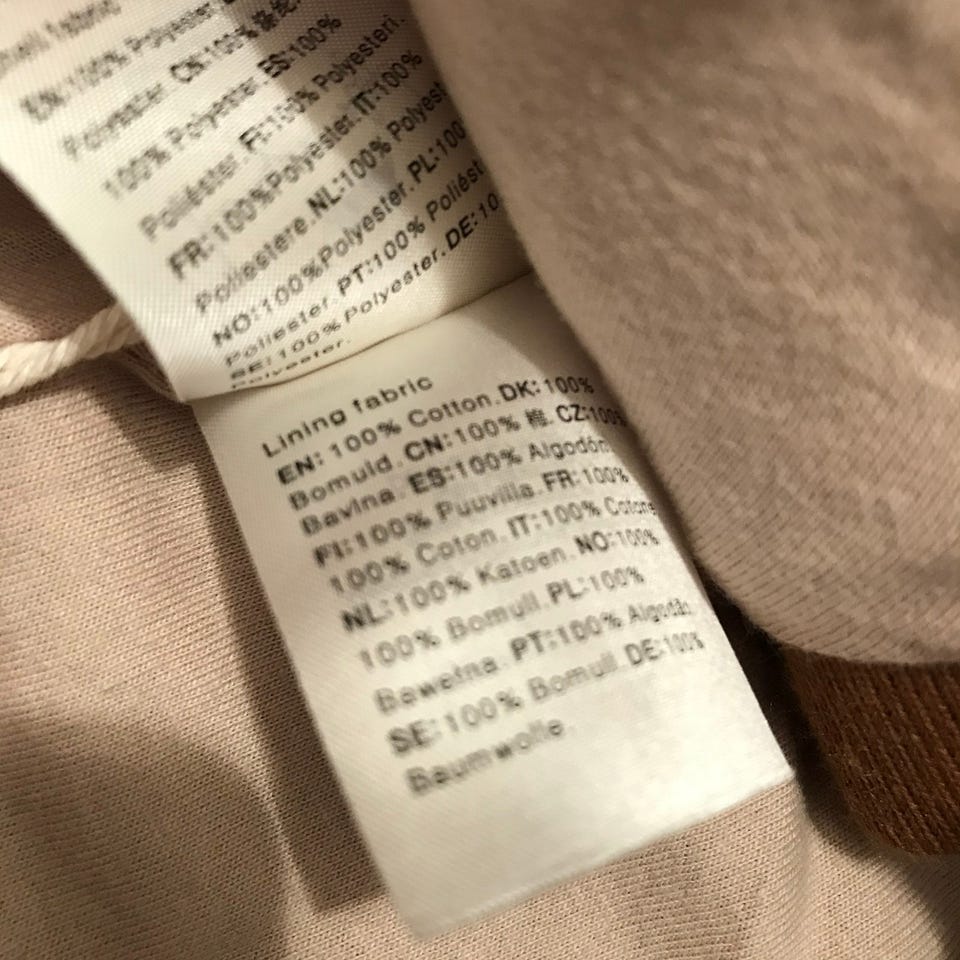 fabric
EN:100% Polyester
Polyester. CN:100%
100% Polyester. ES:100%
Poliéster. FI:100% Polyesteri.
FR:100%Polyester. IT:100%
Poliestere. NL:100% Polyest
NO:100%Polyester. PL:100
Poliester. PT:100% Poliést
SE:100% Polyester. DE:10
Polyester.
Lining fabric
EN: 100% Cotton. DK: 100%
Bomuld. CN: 100% 棉. CZ:100%
Bavlna. ES: 100% Algodón
FI:100% Puuvilla. FR:100%
100% Coton. IT:100% Cotone
NL:100% Katoen. NO:100%
100% Bomull. PL:100%
Bawełna. PT:100% Algodão
SE:100% Bomull. DE:100%
Baumwolle.